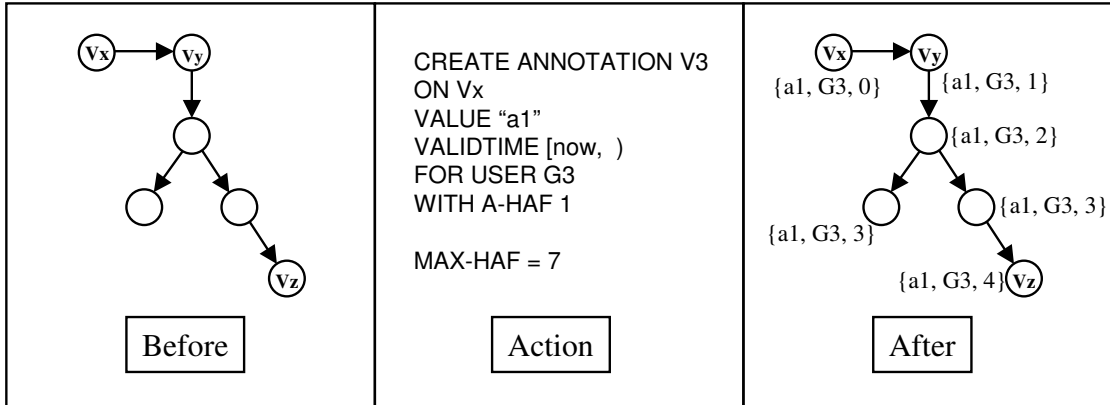 Vx
Vy
Vz
Before
CREATE ANNOTATION V3
ON Vx
VALUE “a1”
VALIDTIME [now,  )
FOR USER G3
WITH A-HAF 1
MAX-HAF = 7
Action
Vx
Vy
{a1, G3, 0}
{a1, G3, 1}
{a1, G3, 2}
{a1, G3, 3}
{a1, G3, 3}
{a1, G3, 4}
Vz
After